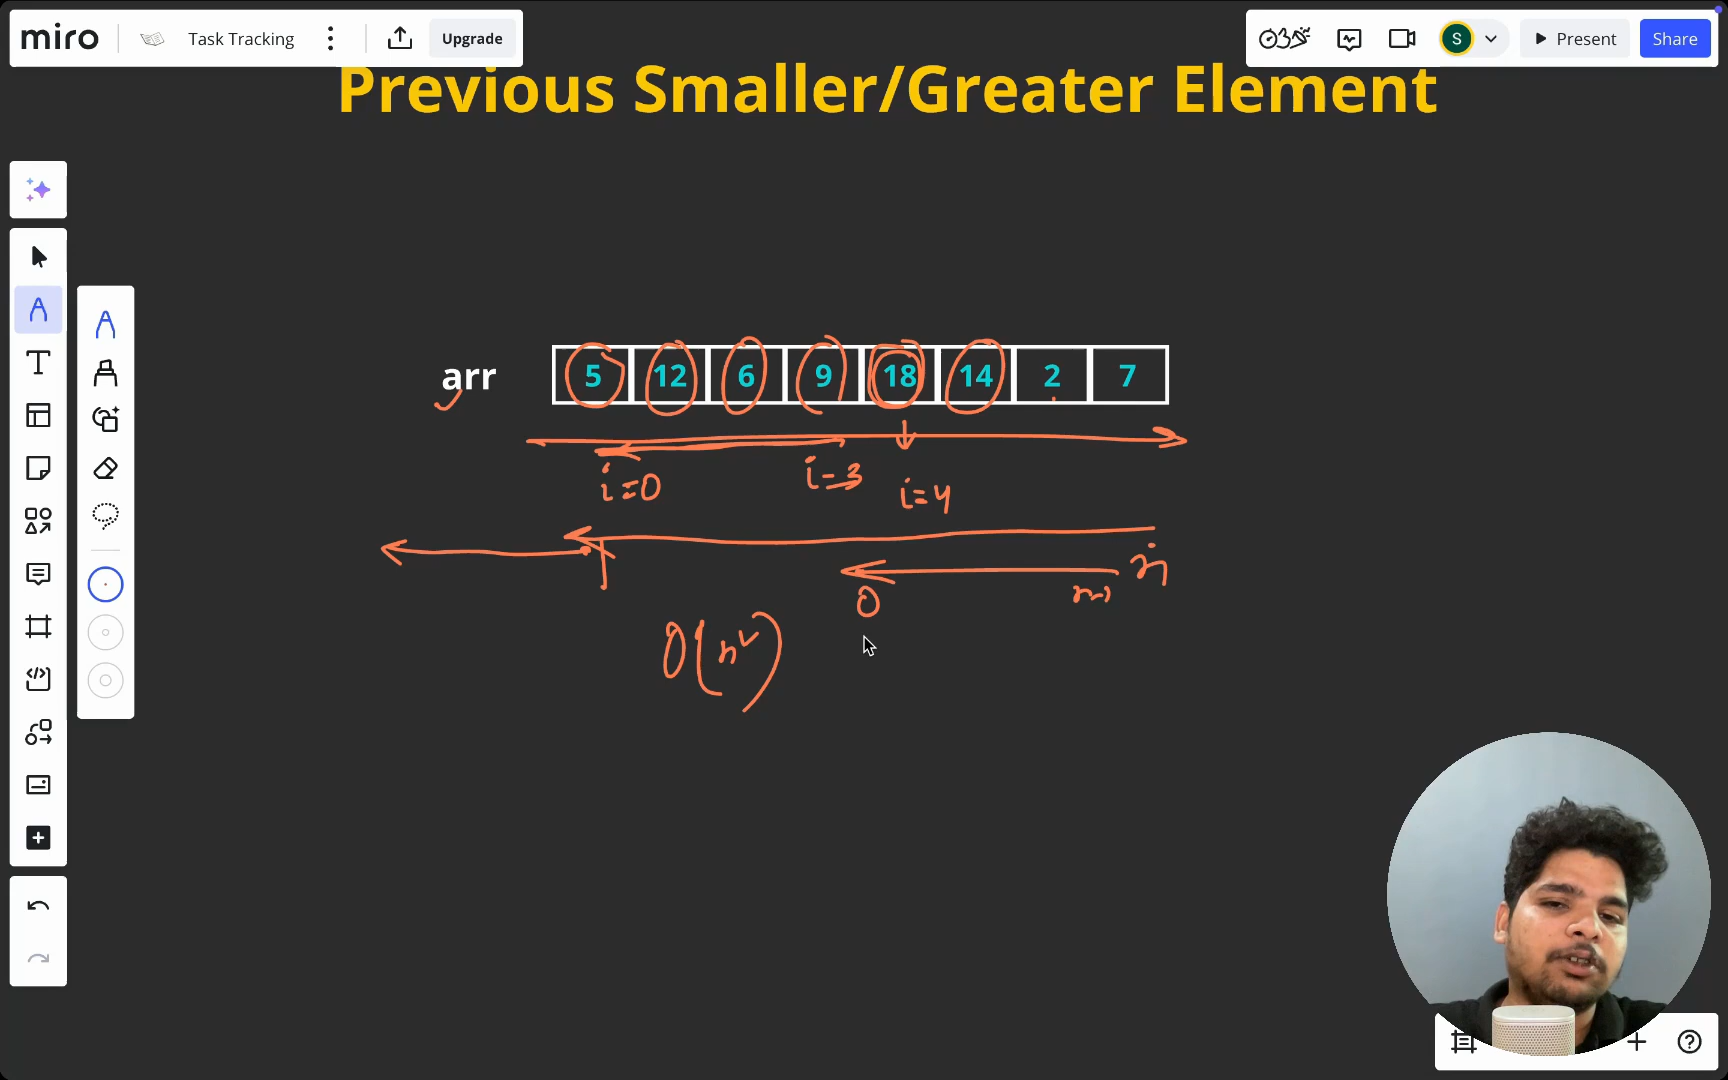 miro Task Tracking Upgrade
S Present Share
Previous Smaller/Greater Element
arr 5 12 6 9 18 14 2 7
i=0 i=3 i=4
0
O(n²)